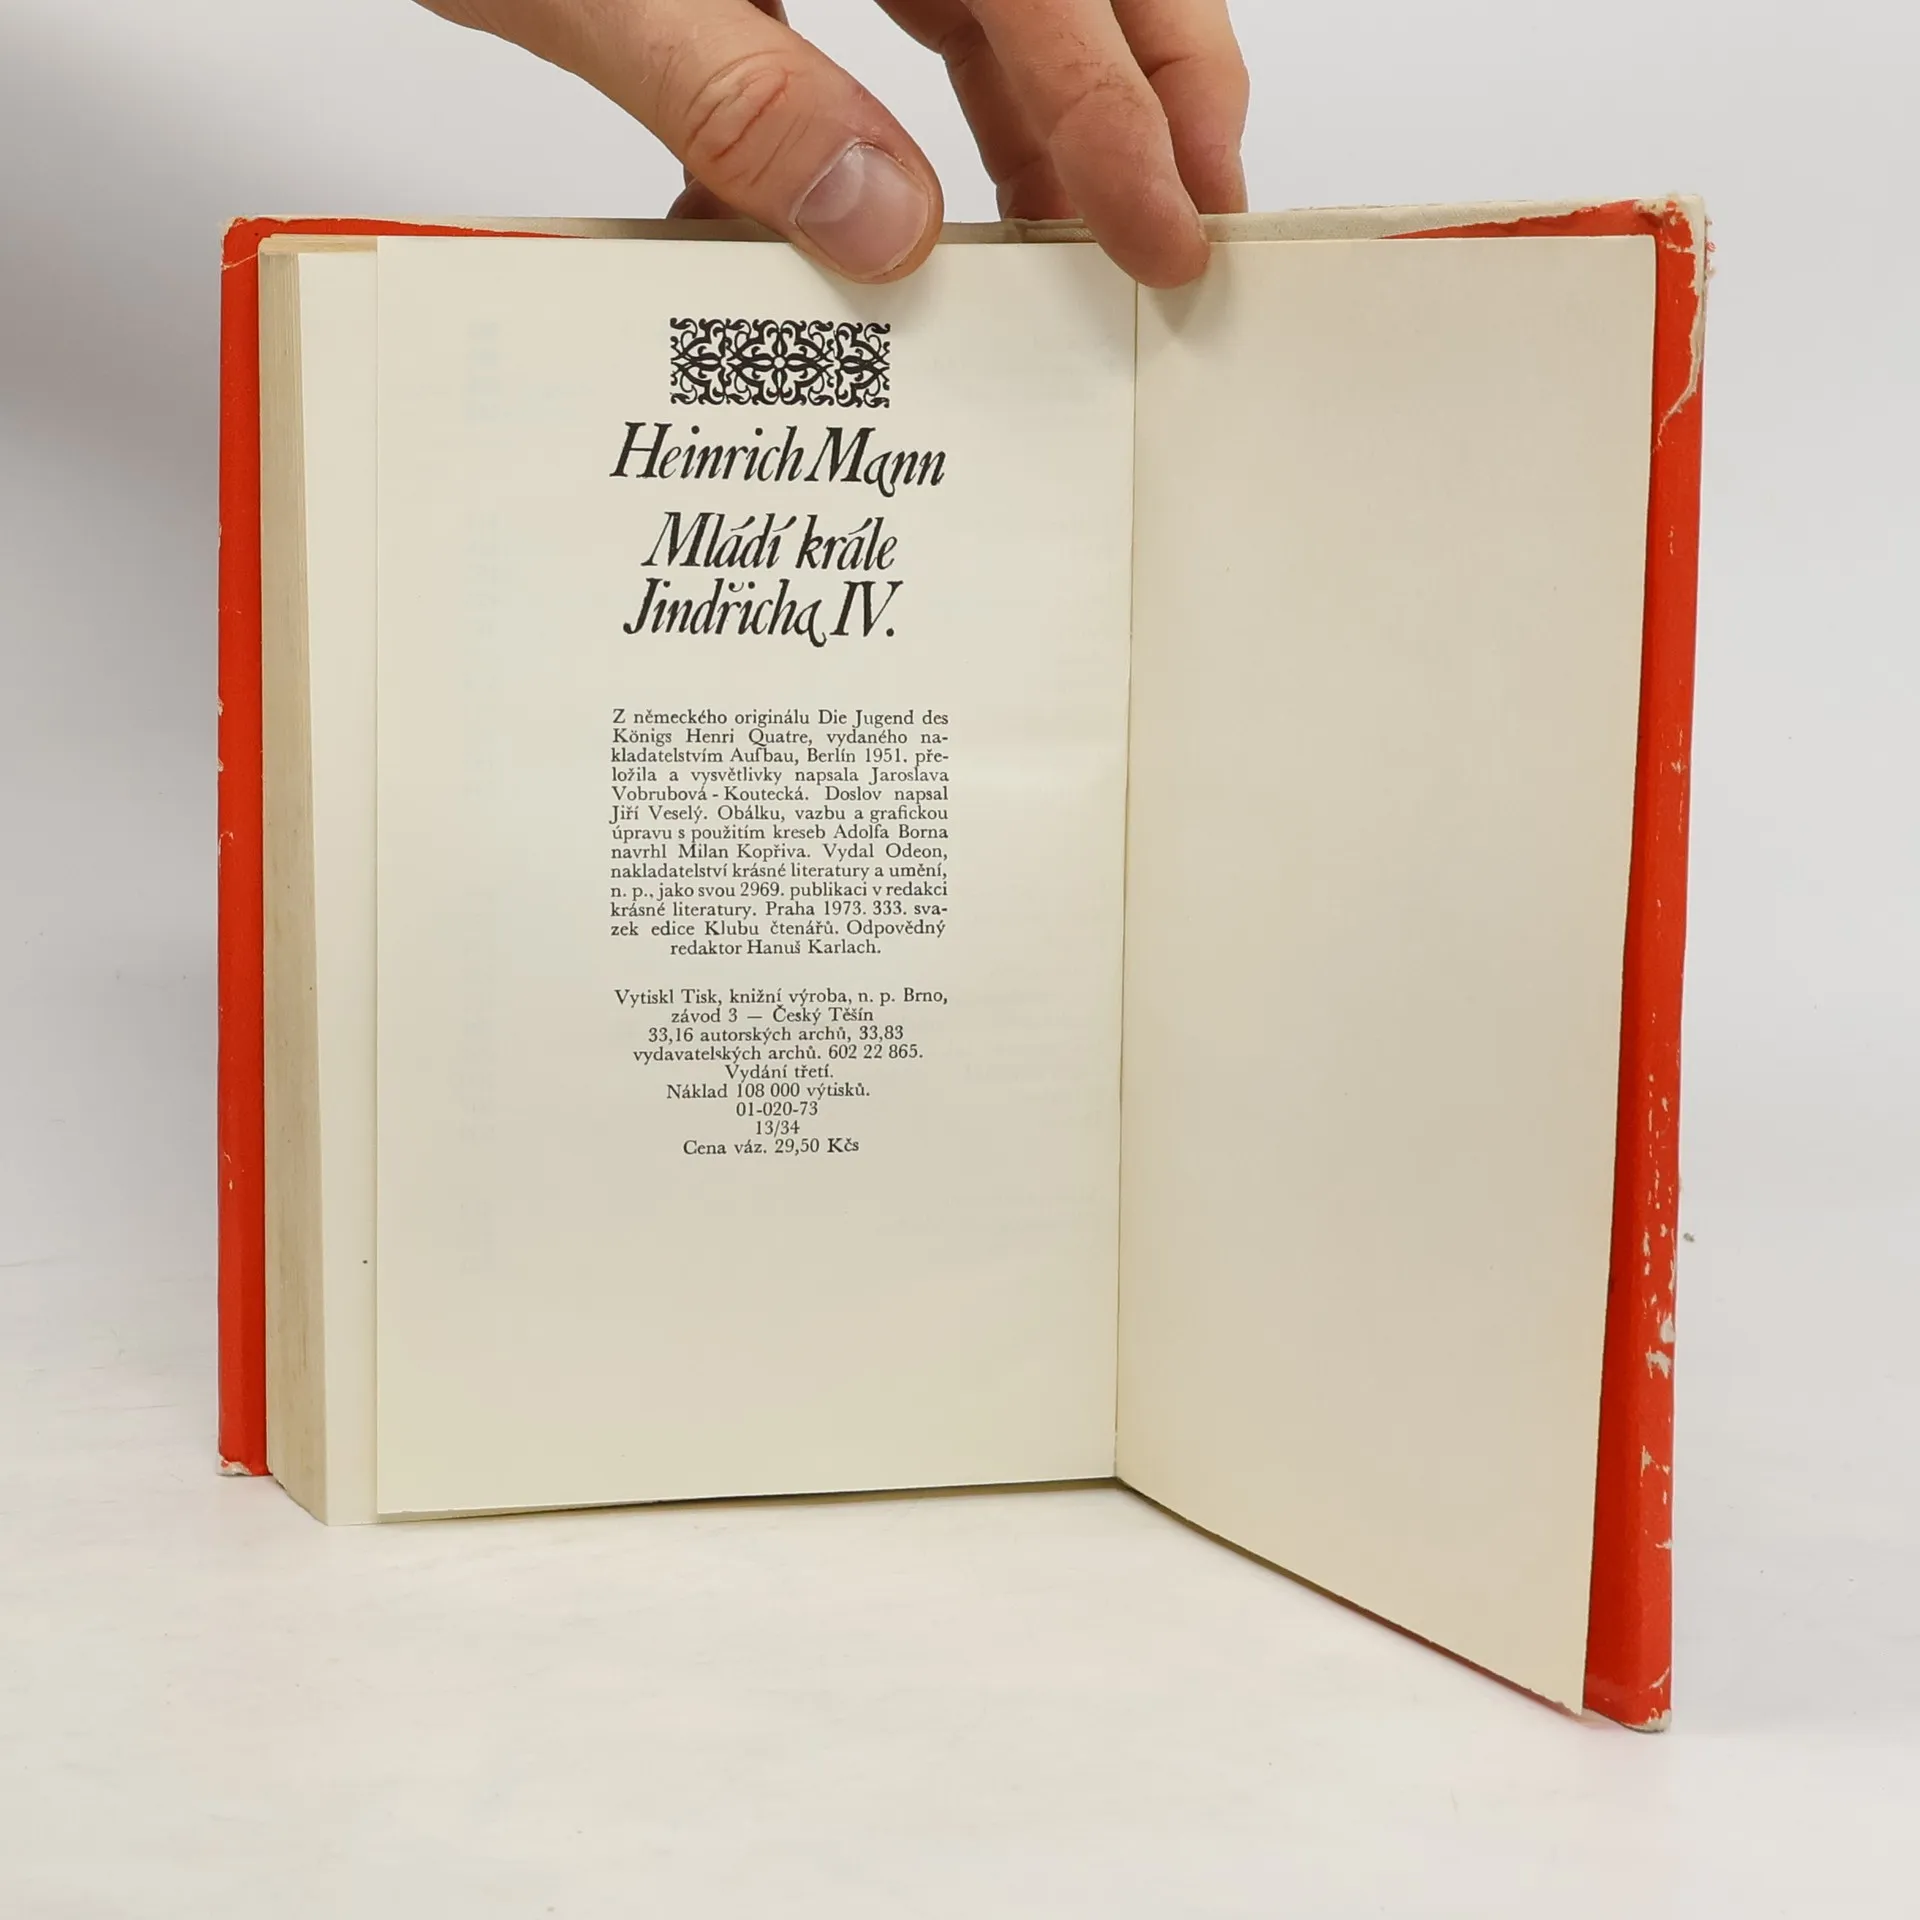 Heinrich Mann
Mládí krále
Jindřicha IV.
Z německého originálu Die Jugend des
Königs Henri Quatre, vydaného na-
kladatelstvím Aufbau, Berlín 1951. pře-
ložila a vysvětlivky napsala Jaroslava
Vobrubová - Koutecká. Doslov napsal
Jiří Veselý. Obálku, vazbu a grafickou
úpravu s použitím kreseb Adolfa Borna
navrhl Milan Kopřiva. Vydal Odeon,
nakladatelství krásné literatury a umění,
n. p., jako svou 2969. publikaci v redakci
krásné literatury. Praha 1973. 333. sva-
zek edice Klubu čtenářů. Odpovědný
redaktor Hanuš Karlach.
Vytiskl Tisk, knižní výroba, n. p. Brno,
závod 3 — Český Těšín
33,16 autorských archů, 33,83
vydavatelských archů. 602 22 865.
Vydání třetí.
Náklad 108 000 výtisků.
01-020-73
13/34
Cena váz. 29,50 Kčs